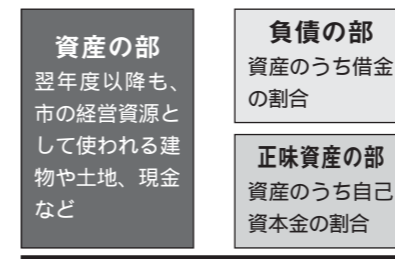 資産の部
翌年度以降も、
市の経営資源と
して使われる建
物や土地、現金
など
負債の部
資産のうち借金
の割合
正味資産の部
資産のうち自己
資本金の割合